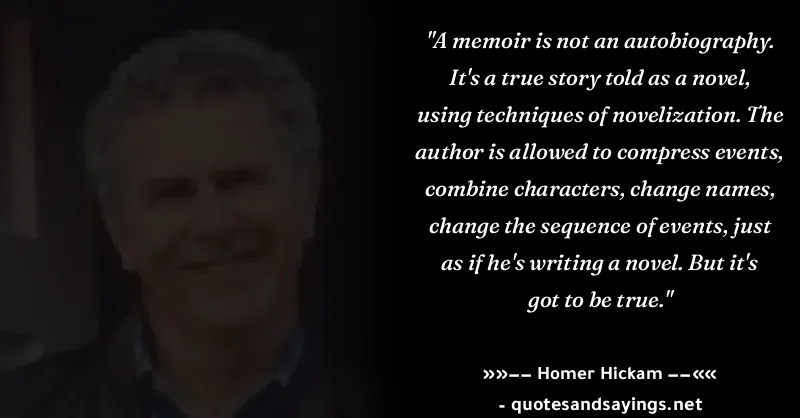 "A memoir is not an autobiography.
It's a true story told as a novel,
using techniques of novelization. The
author is allowed to compress events,
combine characters, change names,
change the sequence of events, just
as if he's writing a novel. But it's
got to be true."
»»—— Homer Hickam ——««
- quotesandsayings.net